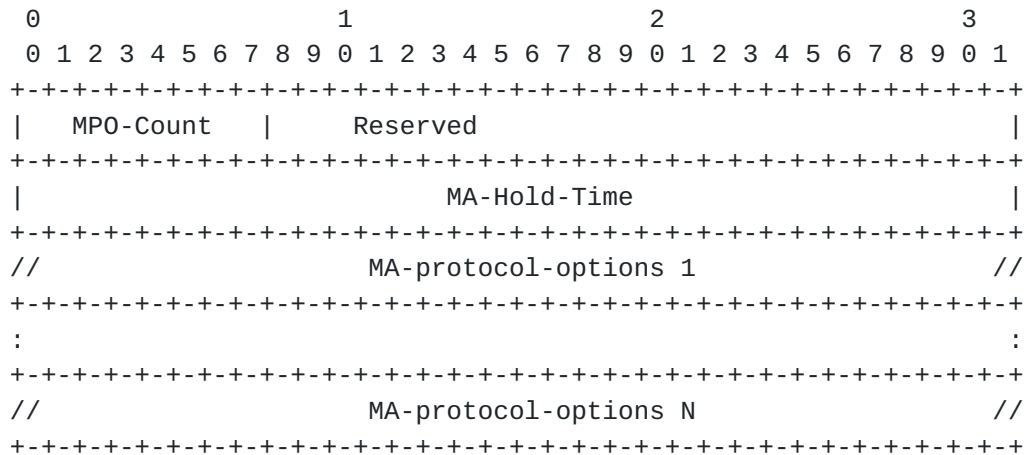 0                   1                   2                   3
 0 1 2 3 4 5 6 7 8 9 0 1 2 3 4 5 6 7 8 9 0 1 2 3 4 5 6 7 8 9 0 1
+-+-+-+-+-+-+-+-+-+-+-+-+-+-+-+-+-+-+-+-+-+-+-+-+-+-+-+-+-+-+-+-+
|   MPO-Count   |     Reserved                                  |
+-+-+-+-+-+-+-+-+-+-+-+-+-+-+-+-+-+-+-+-+-+-+-+-+-+-+-+-+-+-+-+-+
|                           MA-Hold-Time                        |
+-+-+-+-+-+-+-+-+-+-+-+-+-+-+-+-+-+-+-+-+-+-+-+-+-+-+-+-+-+-+-+-+
//                     MA-protocol-options 1                   //
+-+-+-+-+-+-+-+-+-+-+-+-+-+-+-+-+-+-+-+-+-+-+-+-+-+-+-+-+-+-+-+-+
:                                                               :
+-+-+-+-+-+-+-+-+-+-+-+-+-+-+-+-+-+-+-+-+-+-+-+-+-+-+-+-+-+-+-+-+
//                     MA-protocol-options N                   //
+-+-+-+-+-+-+-+-+-+-+-+-+-+-+-+-+-+-+-+-+-+-+-+-+-+-+-+-+-+-+-+-+